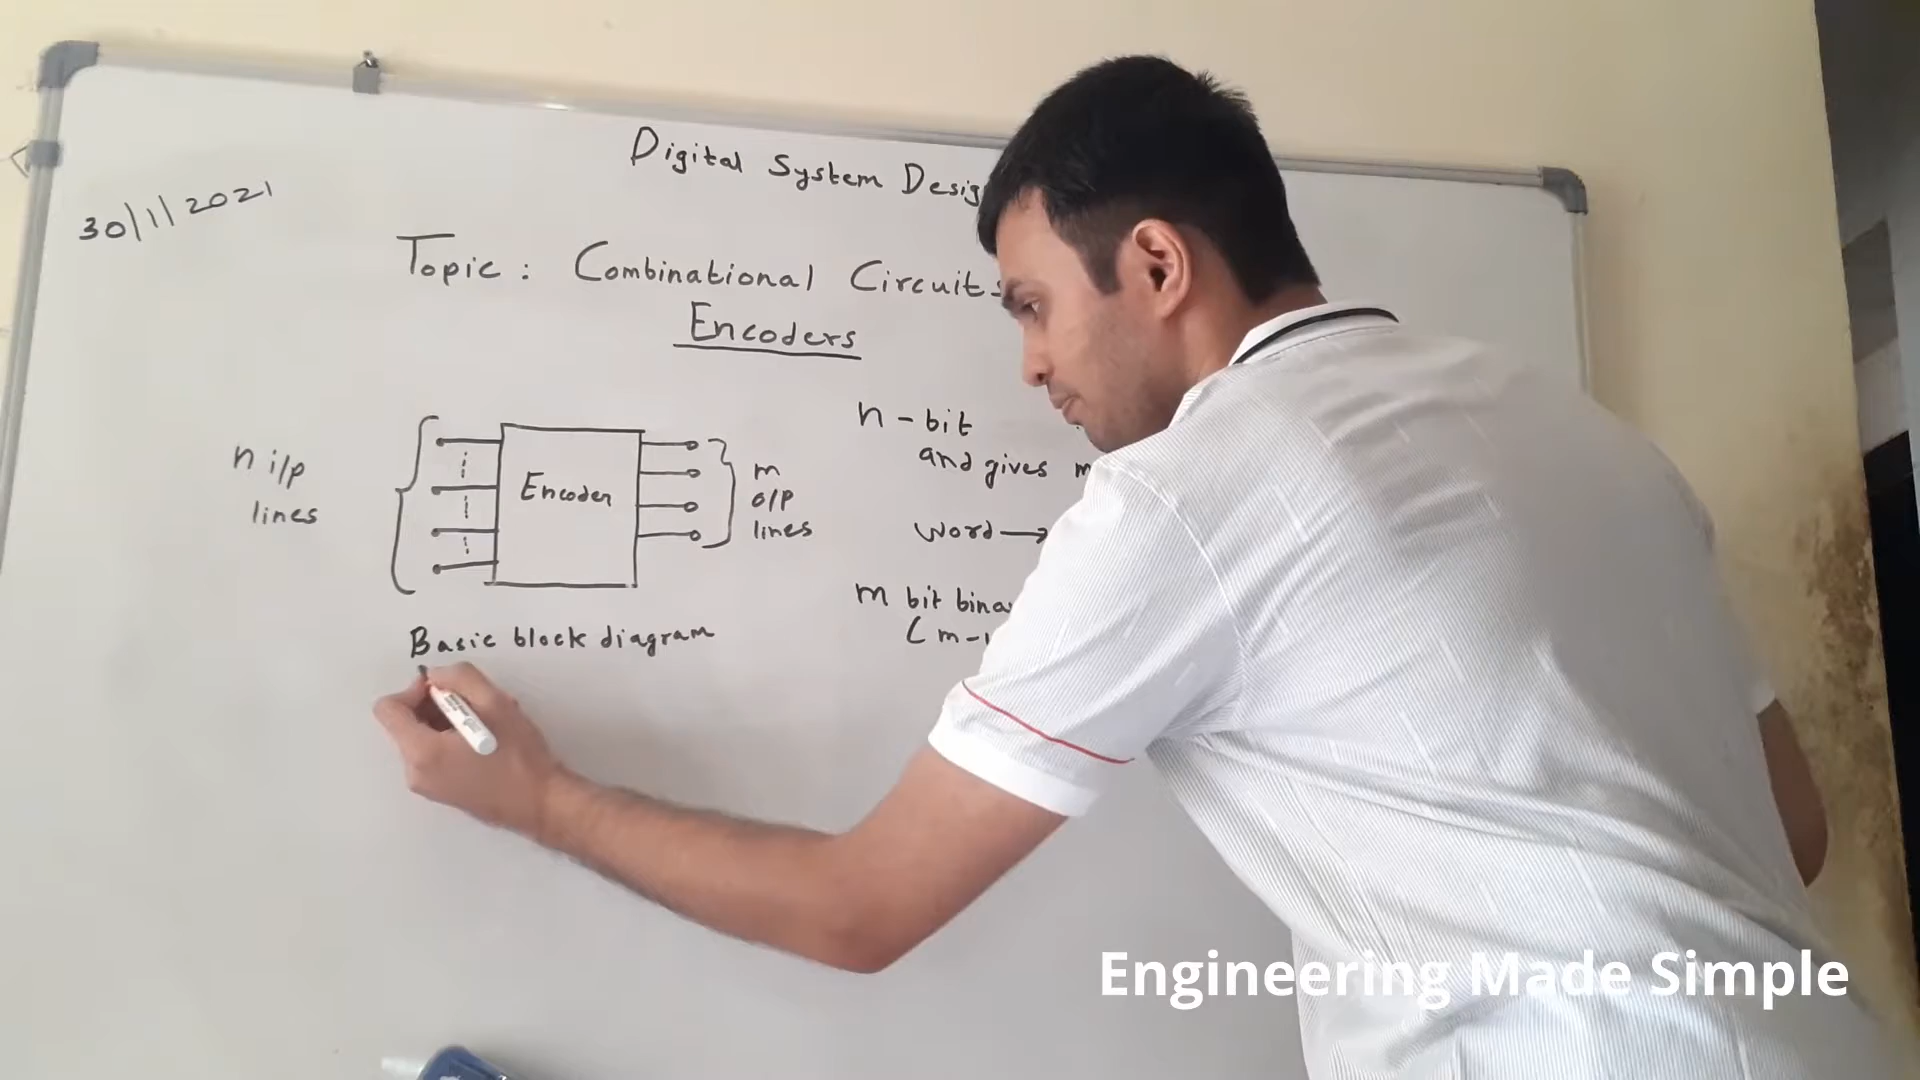 Digital System Desig
30/1/2021
Topic : Combinational Circuits
Encoders
n i/p
lines
Encoder
m
o/p
lines
Basic block diagram
n - bit
and gives m
word →
m bit bina
(m-
Engineering Made Simple